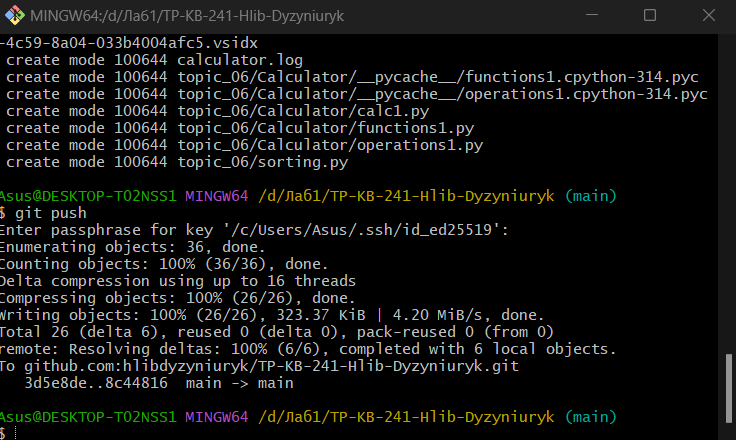 MINGW64:/d/Лаб1/TP-KB-241-Hlib-Dyzyniuryk
-4c59-8a04-033b4004afc5.vsidx
create mode 100644 calculator.log
create mode 100644 topic_06/Calculator/__pycache__/functions1.cpython-314.pyc
create mode 100644 topic_06/Calculator/__pycache__/operations1.cpython-314.pyc
create mode 100644 topic_06/Calculator/calc1.py
create mode 100644 topic_06/Calculator/functions1.py
create mode 100644 topic_06/Calculator/operations1.py
create mode 100644 topic_06/sorting.py
Asus@DESKTOP-T02NSS1 MINGW64 /d/Лаб1/TP-KB-241-Hlib-Dyzyniuryk (main)
$ git push
Enter passphrase for key '/c/Users/Asus/.ssh/id_ed25519':
Enumerating objects: 36, done.
Counting objects: 100% (36/36), done.
Delta compression using up to 16 threads
Compressing objects: 100% (26/26), done.
Writing objects: 100% (26/26), 323.37 KiB | 4.20 MiB/s, done.
Total 26 (delta 6), reused 0 (delta 0), pack-reused 0 (from 0)
remote: Resolving deltas: 100% (6/6), completed with 6 local objects.
To github.com:hlibdyzyniuryk/TP-KB-241-Hlib-Dyzyniuryk.git
3d5e8de..8c44816  main -> main
Asus@DESKTOP-T02NSS1 MINGW64 /d/Лаб1/TP-KB-241-Hlib-Dyzyniuryk (main)
$